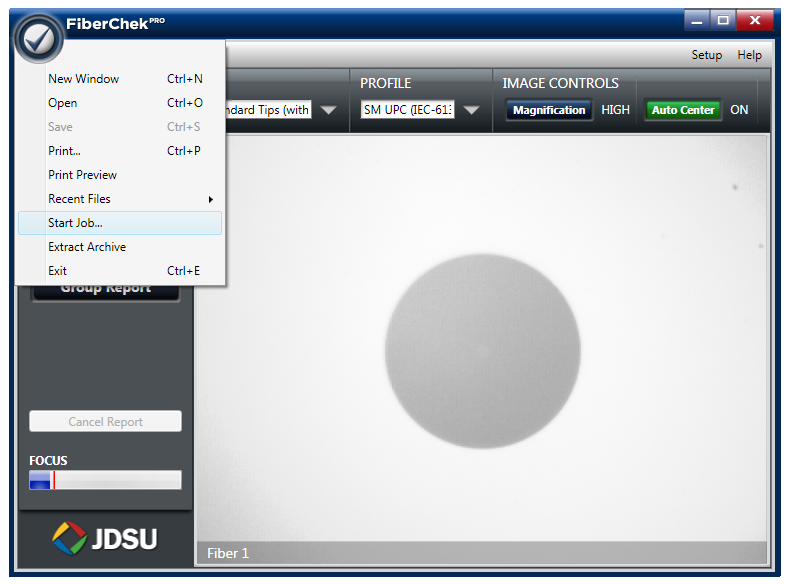 FiberChekPRO
Setup Help
New Window Ctrl+N
Open Ctrl+O
Save Ctrl+S
Print... Ctrl+P
Print Preview
Recent Files
Start Job...
Extract Archive
Exit Ctrl+E
PROFILE
IMAGE CONTROLS
ndard Tips (with
SM UPC (IEC-613
Magnification HIGH
Auto Center ON
Group Report
Cancel Report
FOCUS
JDSU
Fiber 1